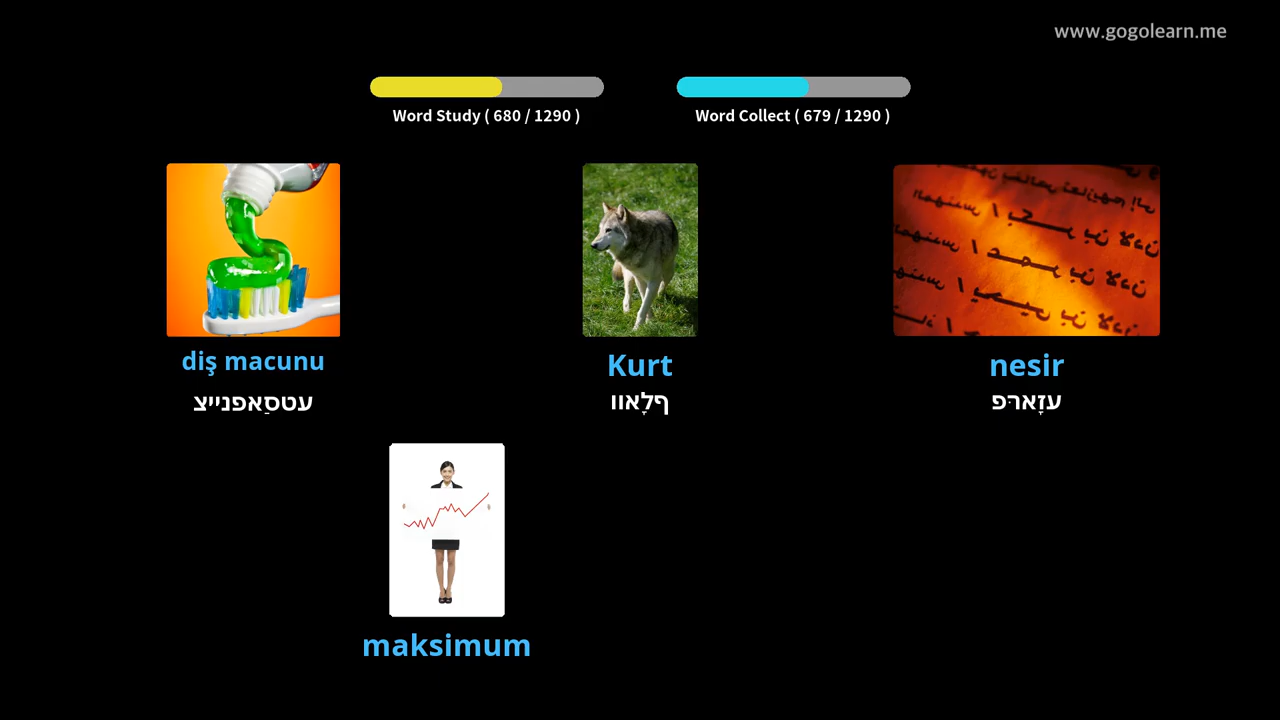 www.gogolearn.me
Word Study ( 680 / 1290 )
Word Collect ( 679 / 1290 )
diş macunu
עטסַאפנייצ
Kurt
ףלָאוו
nesir
עזָארּפ
maksimum